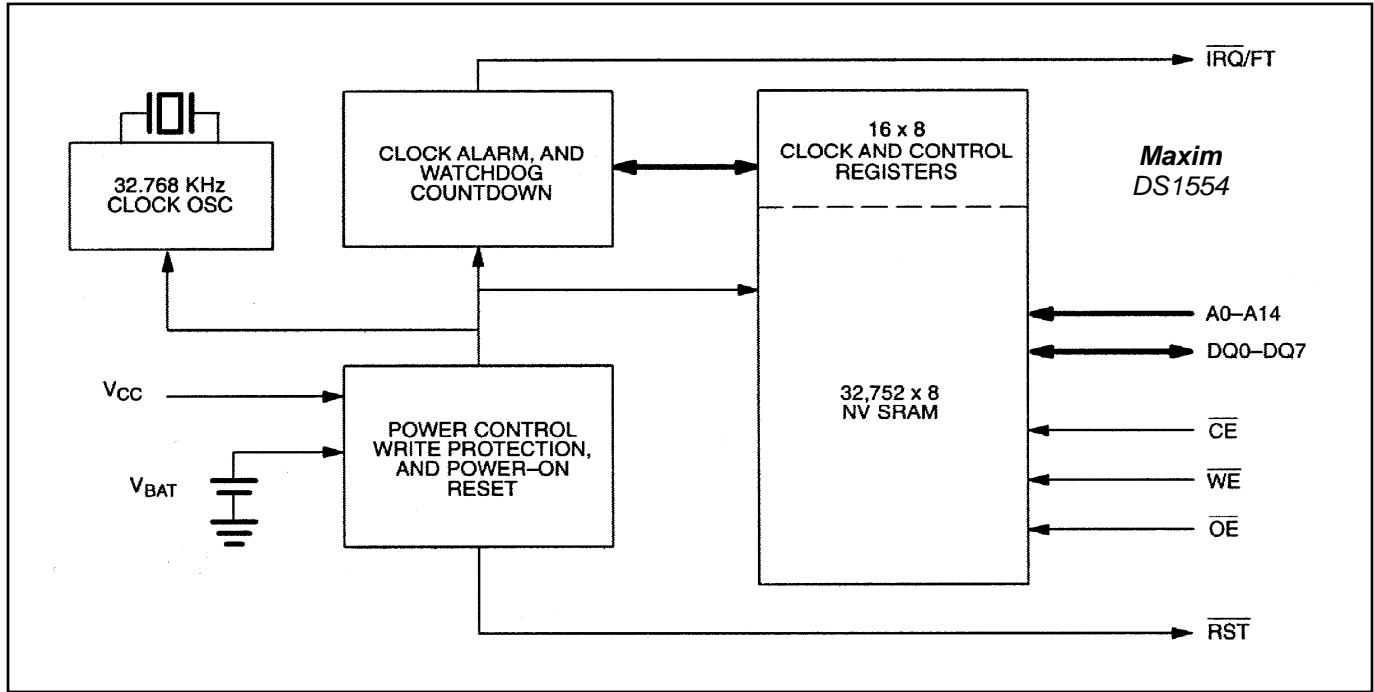 IRQ/FT
16 x 8
CLOCK AND CONTROL
REGISTERS
Maxim
DS1554
CLOCK ALARM, AND
WATCHDOG
COUNTDOWN
32.768 KHz
CLOCK OSC
A0–A14
DQ0–DQ7
VCC
32,752 x 8
NV SRAM
POWER CONTROL
WRITE PROTECTION,
AND POWER–ON
RESET
CE
VBAT
WE
OE
RST